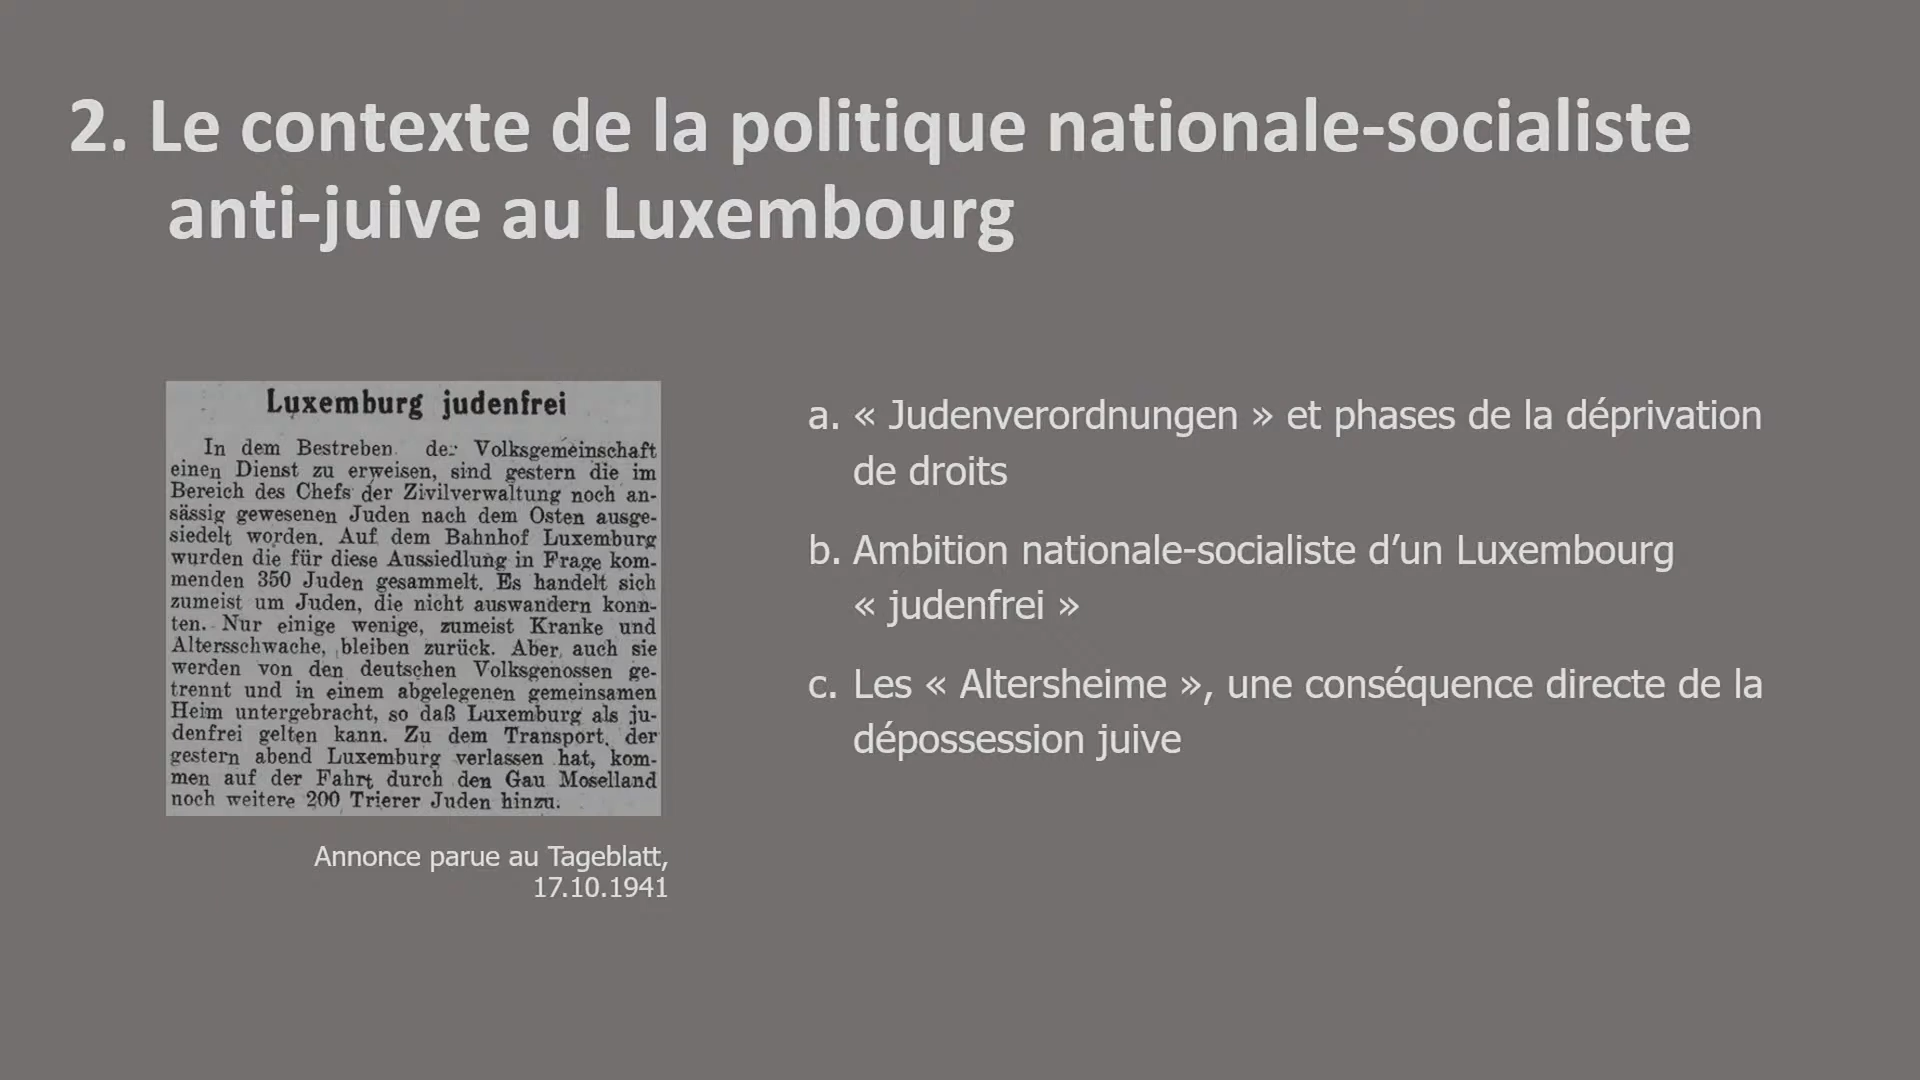 2. Le contexte de la politique nationale-socialiste
anti-juive au Luxembourg
Luxemburg judenfrei
In dem Bestreben der Volksgemeinschaft
einen Dienst zu erweisen, sind gestern die im
Bereich des Chefs der Zivilverwaltung noch an-
sässig gewesenen Juden nach dem Osten ausge-
siedelt worden. Auf dem Bahnhof Luxemburg
wurden die für diese Aussiedlung in Frage kom-
menden 350 Juden gesammelt. Es handelt sich
zumeist um Juden, die nicht auswandern konn-
ten. Nur einige wenige, zumeist Kranke und
Altersschwache, bleiben zurück. Aber auch sie
werden von den deutschen Volksgenossen ge-
trennt und in einem abgelegenen gemeinsamen
Heim untergebracht, so daß Luxemburg als ju-
denfrei gelten kann. Zu dem Transport, der
gestern abend Luxemburg verlassen hat, kom-
men auf der Fahrt durch den Gau Moselland
noch weitere 200 Trierer Juden hinzu.
Annonce parue au Tageblatt,
17.10.1941
a. « Judenverordnungen » et phases de la déprivation
de droits
b. Ambition nationale-socialiste d’un Luxembourg
« judenfrei »
c. Les « Altersheime », une conséquence directe de la
dépossession juive